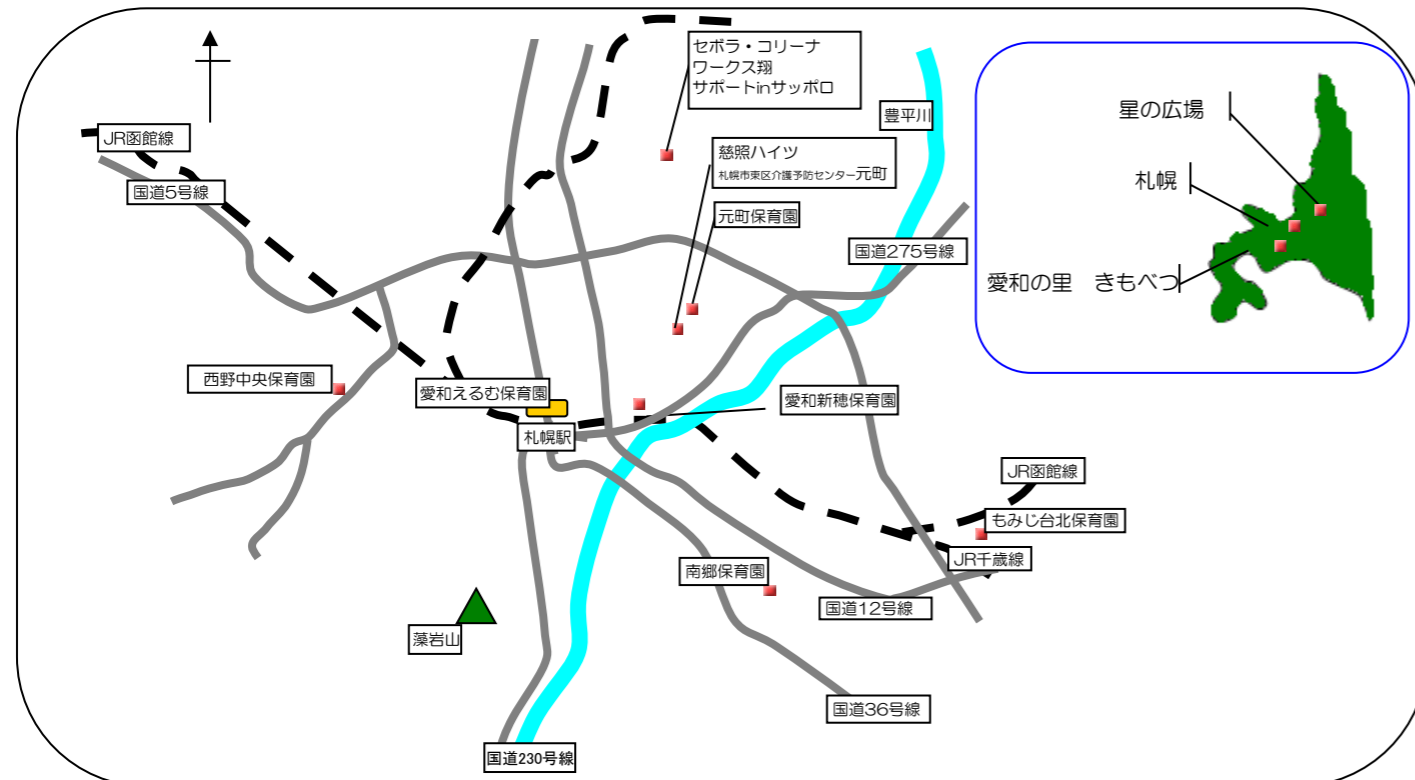 セボラ・コリーナ
ワークス翔
サポートinサッポロ
星の広場
豊平川
JR函館線
慈照ハイツ
札幌市東区介護予防センター元町
札幌
国道5号線
元町保育園
国道275号線
愛和の里 きもべつ
西野中央保育園
愛和えるむ保育園
愛和新穂保育園
札幌駅
JR函館線
もみじ台北保育園
JR千歳線
南郷保育園
国道12号線
藻岩山
国道36号線
国道230号線